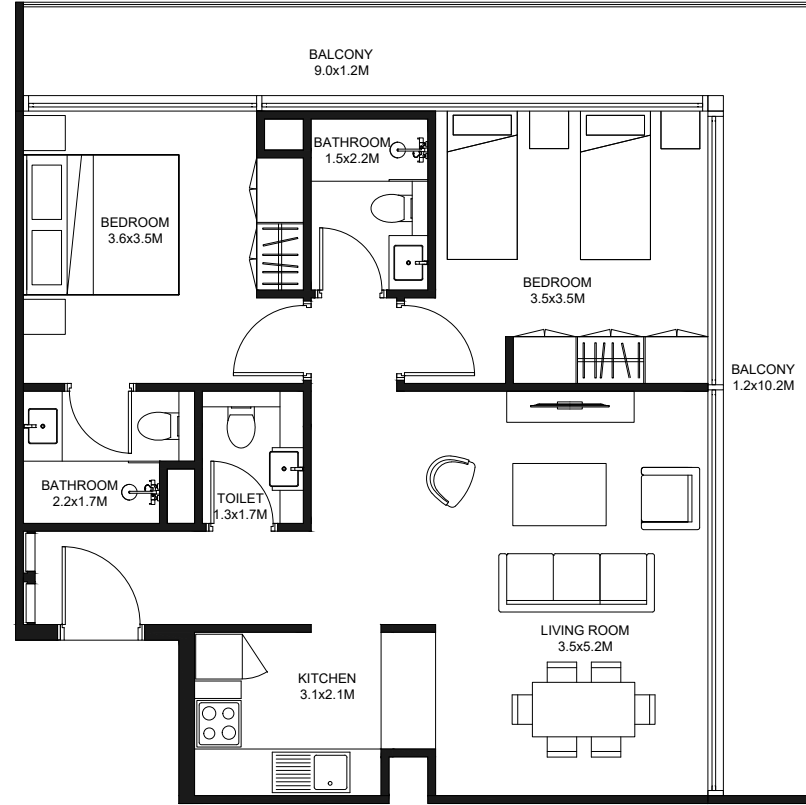 BALCONY
9.0x1.2M
BATHROOM
1.5x2.2M
BEDROOM
3.6x3.5M
BEDROOM
3.5x3.5M
BALCONY
1.2x10.2M
BATHROOM
2.2x1.7M
TOILET
1.3x1.7M
LIVING ROOM
3.5x5.2M
KITCHEN
3.1x2.1M